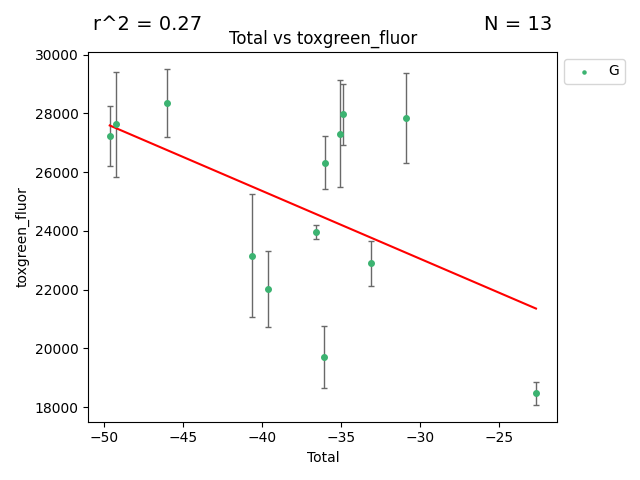 r^2 = 0.27
N = 13
Total vs toxgreen_fluor
30000
28000
26000
24000
22000
20000
18000
toxgreen_fluor
−50
−45
−40
−35
−30
−25
Total
G